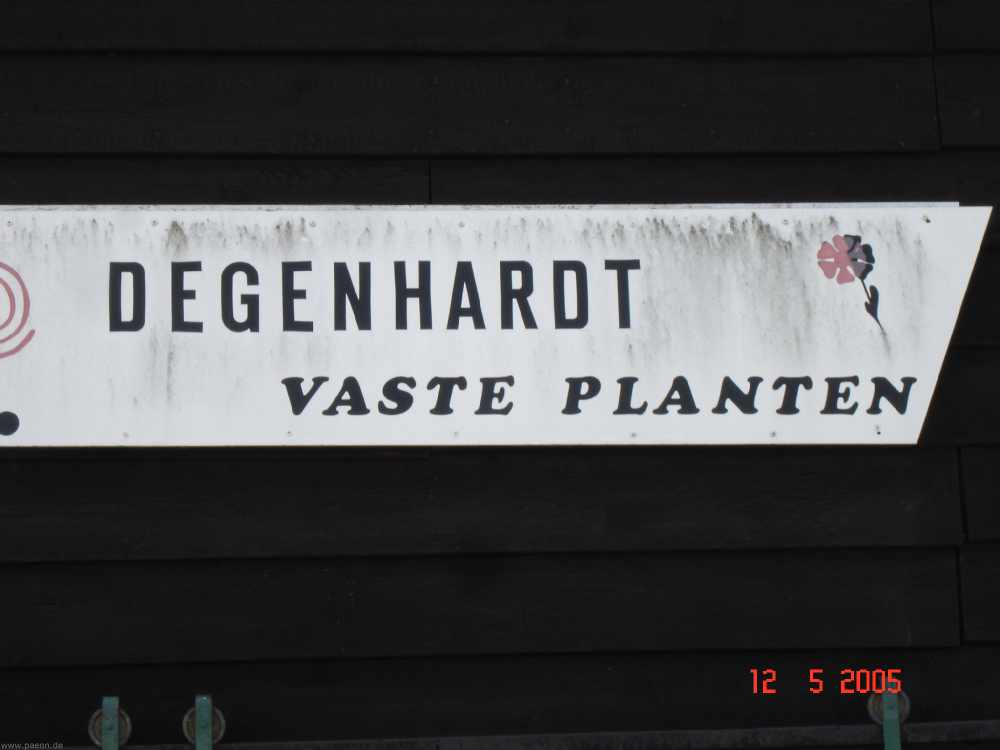 DEGENHARDT
VASTE PLANTEN
12 5 2005
www.paeon.de